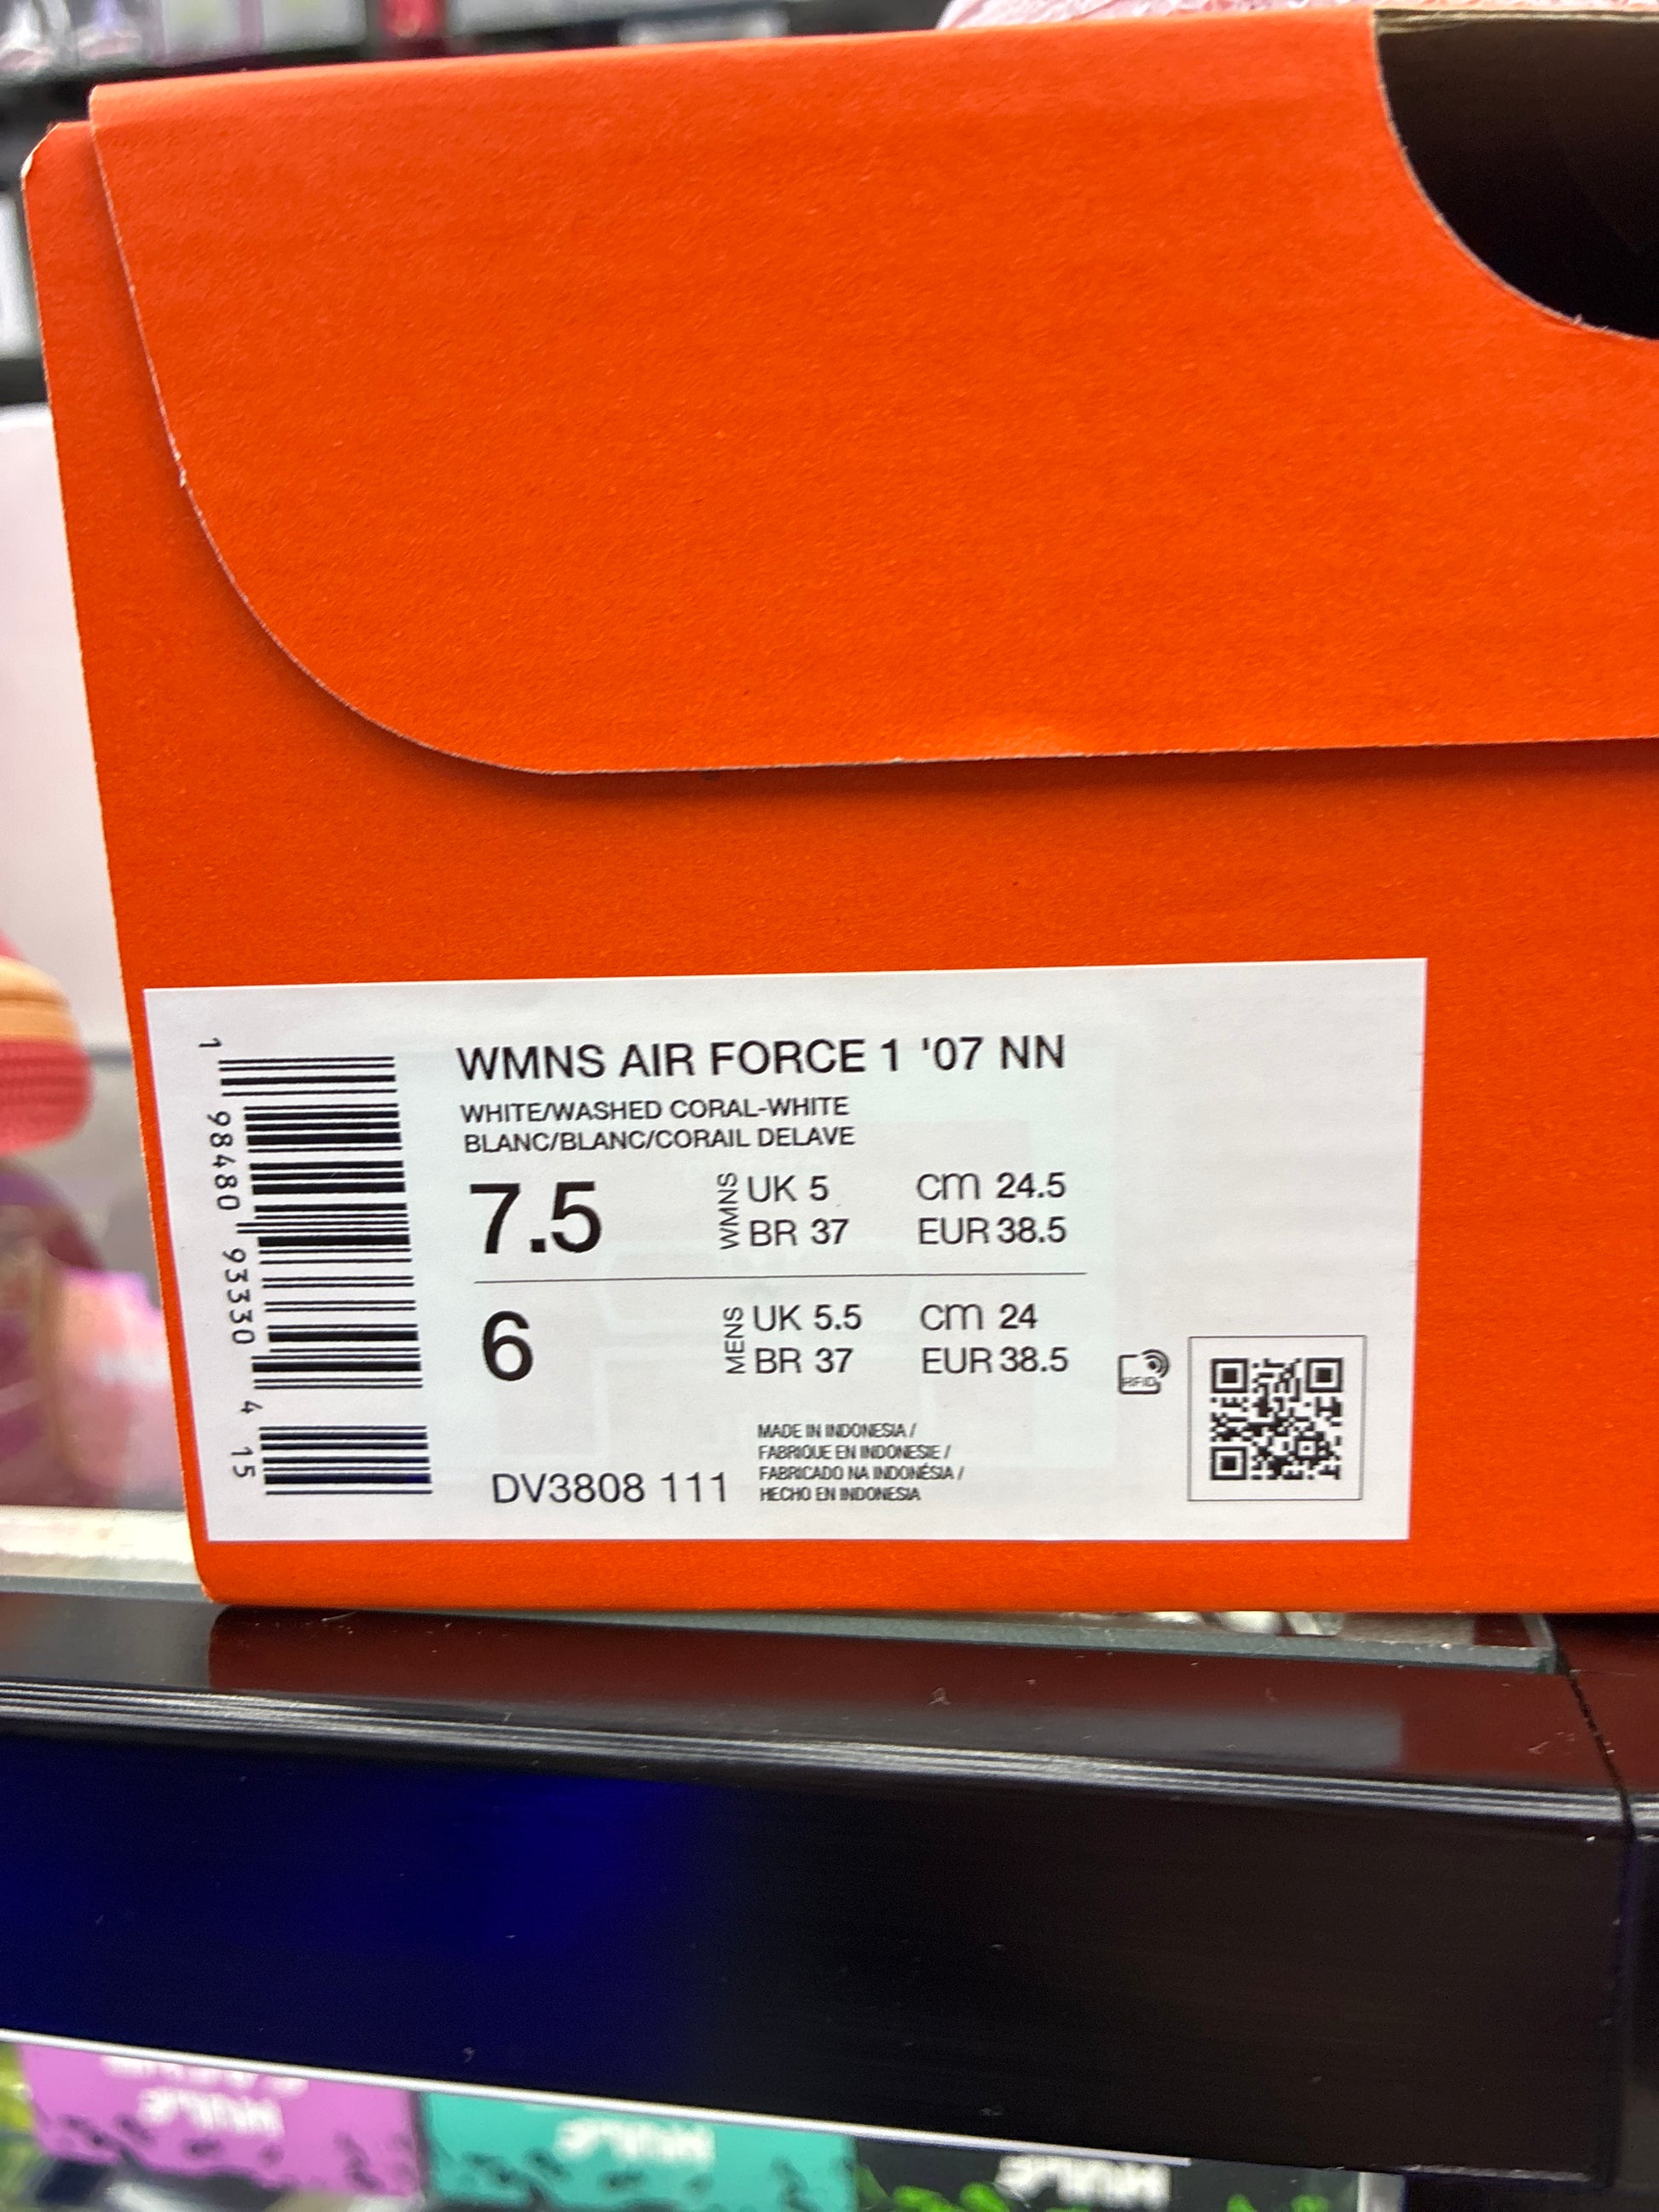 WMNS AIR FORCE 1 '07 NN
WHITE/WASHED CORAL-WHITE
BLANC/BLANC/CORAIL DELAVE
7.5 WMNS UK 5 CM 24.5
BR 37 EUR 38.5
6 MENS UK 5.5 CM 24
BR 37 EUR 38.5
RFID
MADE IN INDONESIA /
FABRIQUE EN INDONESIE /
FABRICADO NA INDONÉSIA /
HECHO EN INDONESIA
DV3808 111
1 98480 93330 4 15